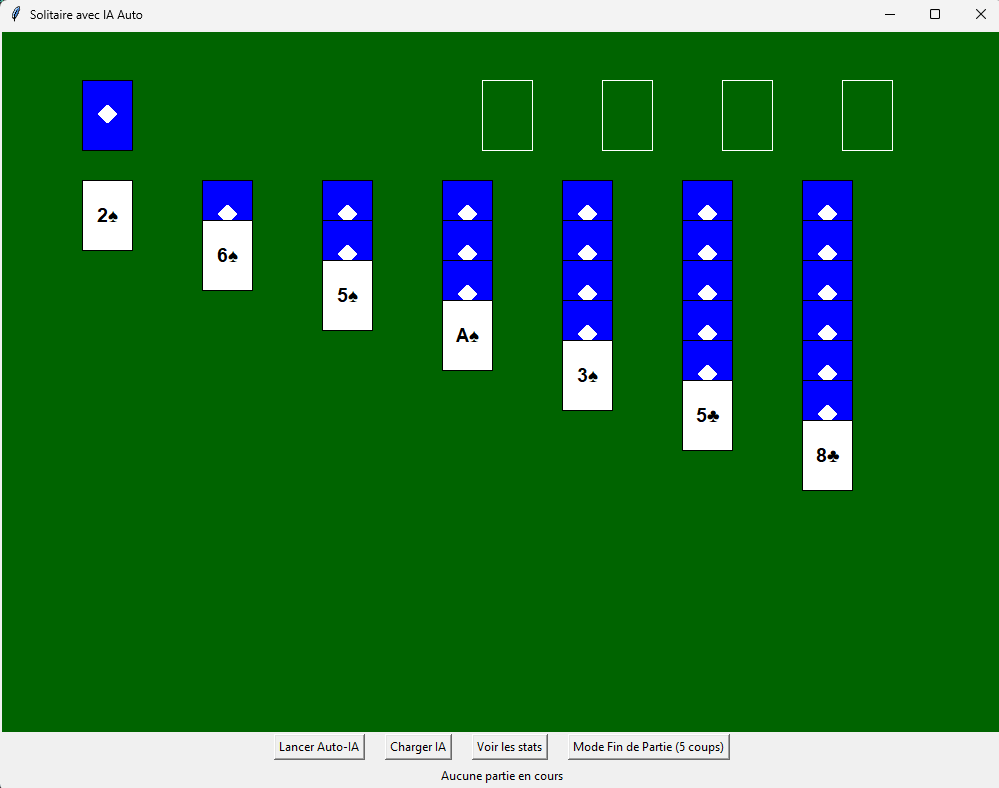 Solitaire avec IA Auto
2♠
6♠
5♠
A♠
3♠
5♣
8♣
Lancer Auto-IA Charger IA Voir les stats Mode Fin de Partie (5 coups)
Aucune partie en cours